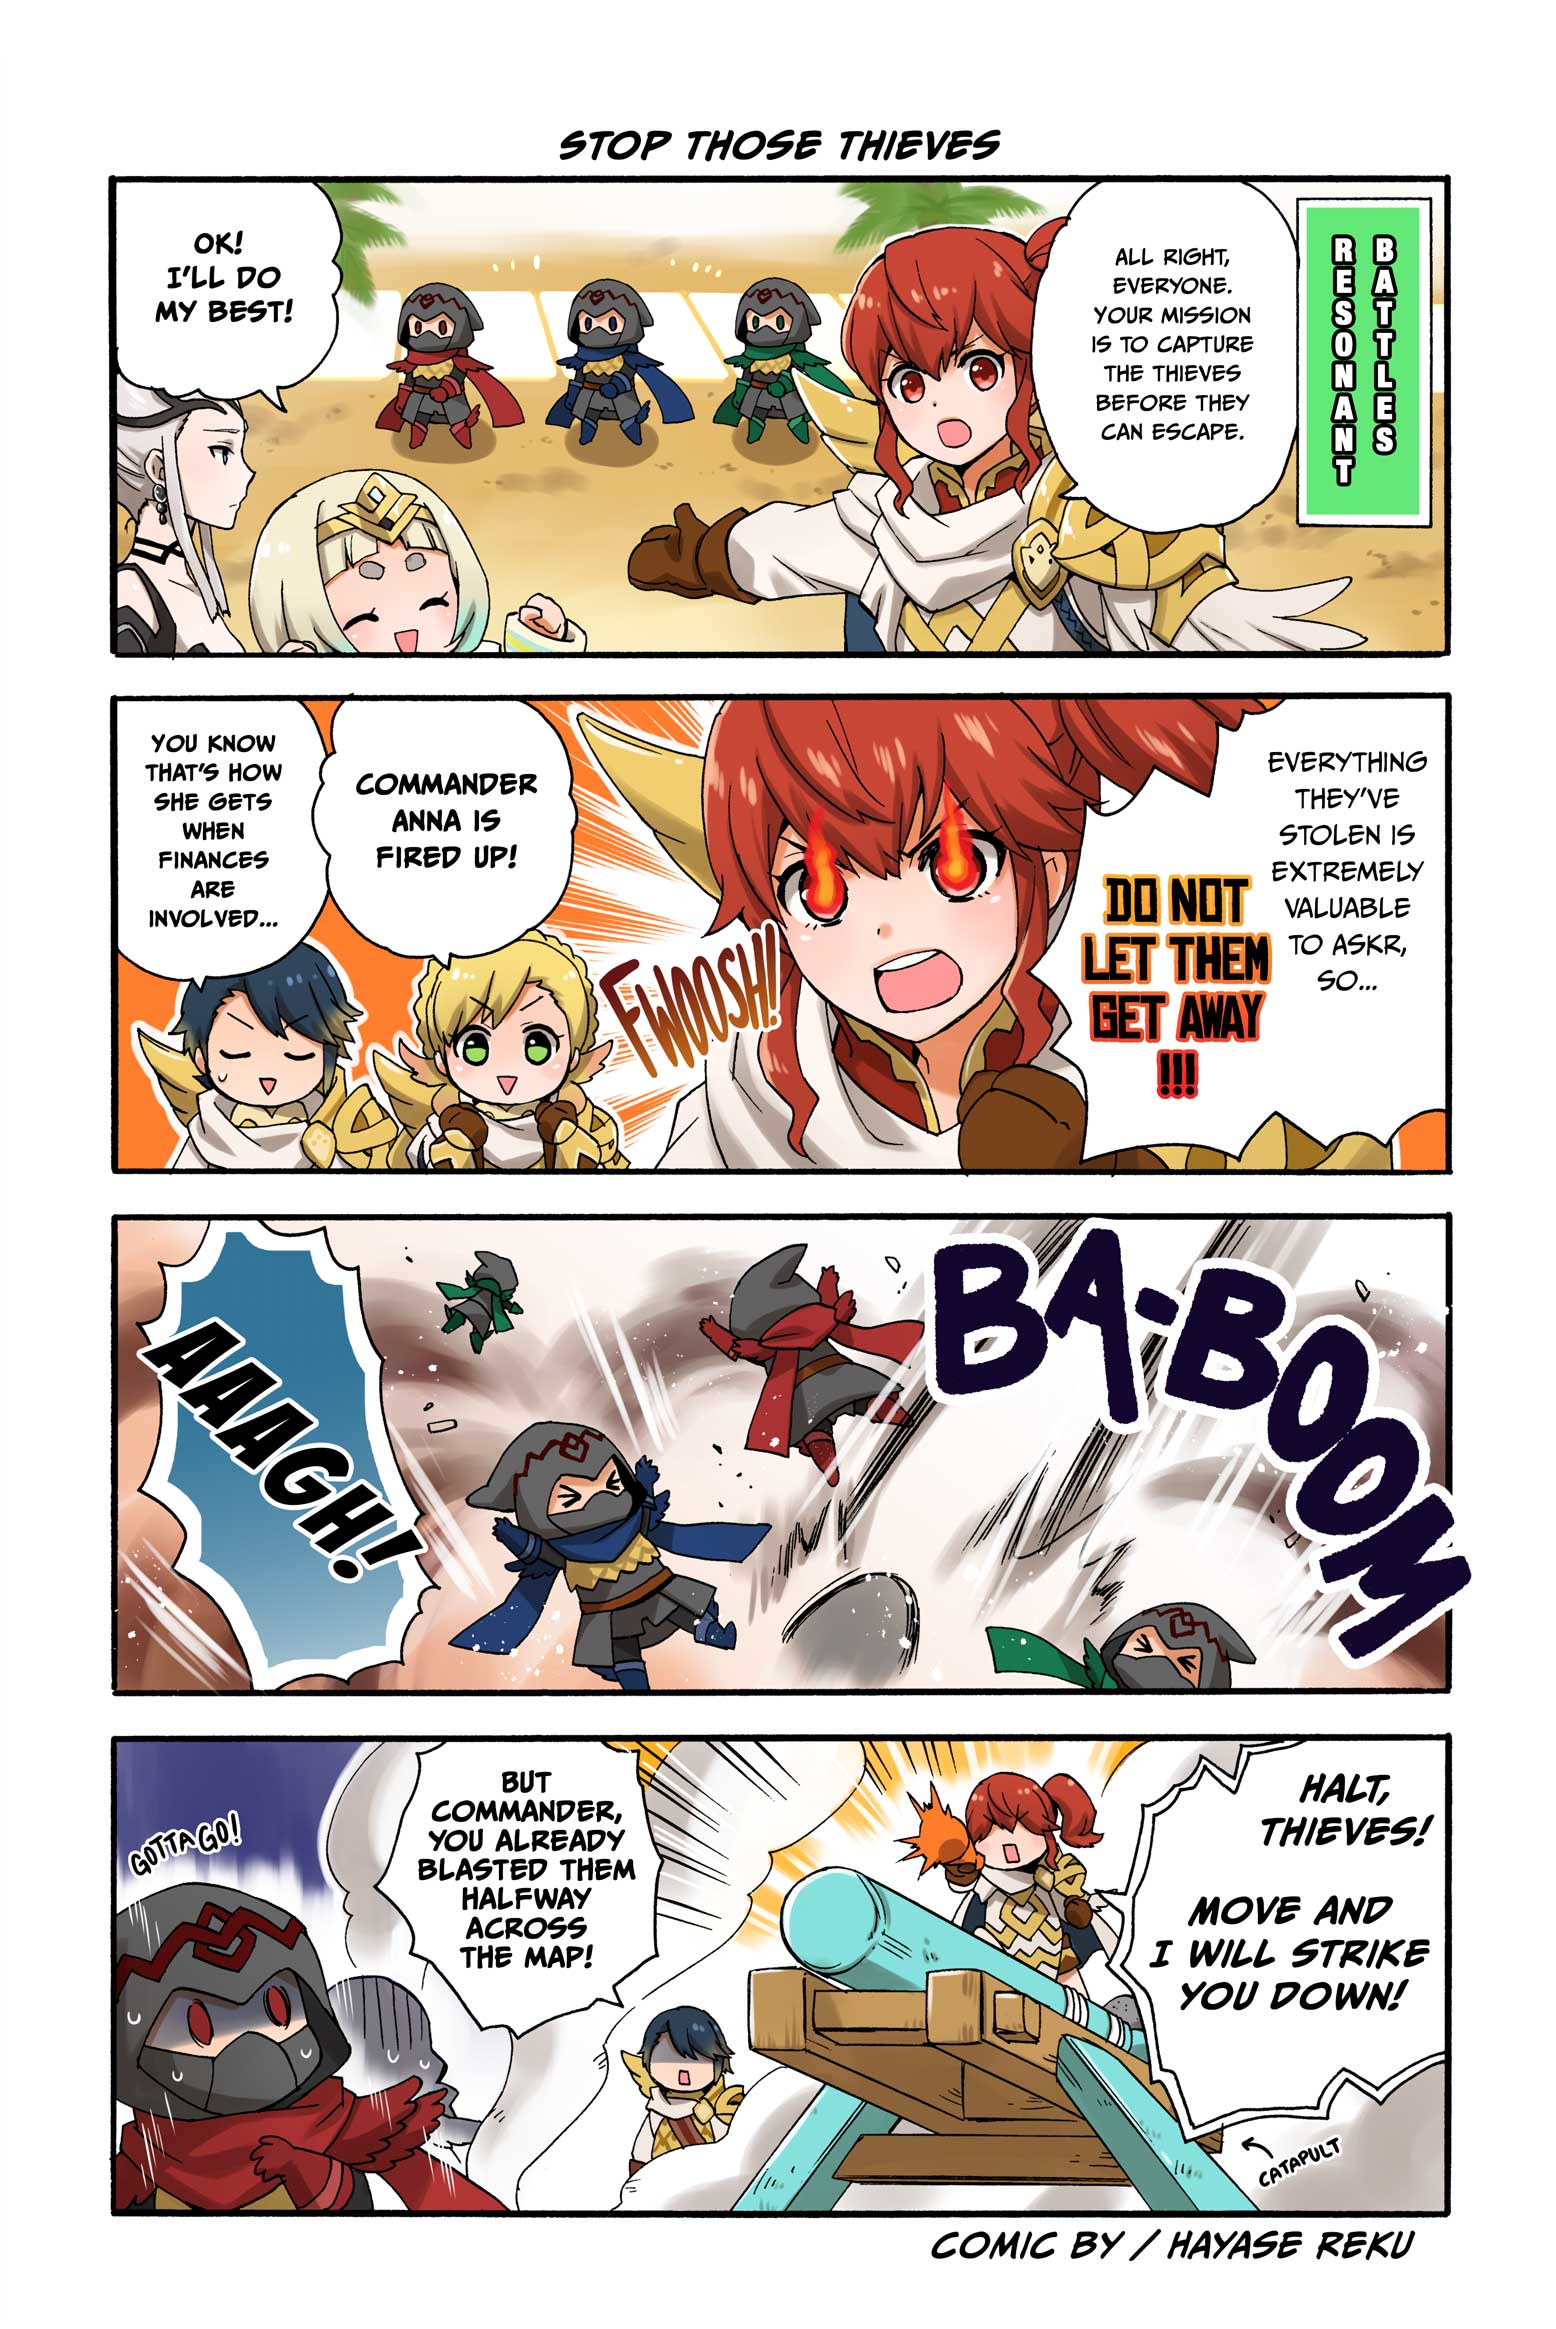 STOP THOSE THIEVES
RESONANT
BATTLES
ALL RIGHT,
EVERYONE.
YOUR MISSION
IS TO CAPTURE
THE THIEVES
BEFORE THEY
CAN ESCAPE.
OK!
I'LL DO
MY BEST!
EVERYTHING
THEY'VE
STOLEN IS
EXTREMELY
VALUABLE
TO ASKR,
SO...
DO NOT
LET THEM
GET AWAY
!!!
FWOOSH!
COMMANDER
ANNA IS
FIRED UP!
YOU KNOW
THAT'S HOW
SHE GETS
WHEN
FINANCES
ARE
INVOLVED...
BA-BOOM
AAAGH!
HALT,
THIEVES!
MOVE AND
I WILL STRIKE
YOU DOWN!
CATAPULT
BUT
COMMANDER,
YOU ALREADY
BLASTED THEM
HALFWAY
ACROSS
THE MAP!
GOTTA GO!
COMIC BY / HAYASE REKU